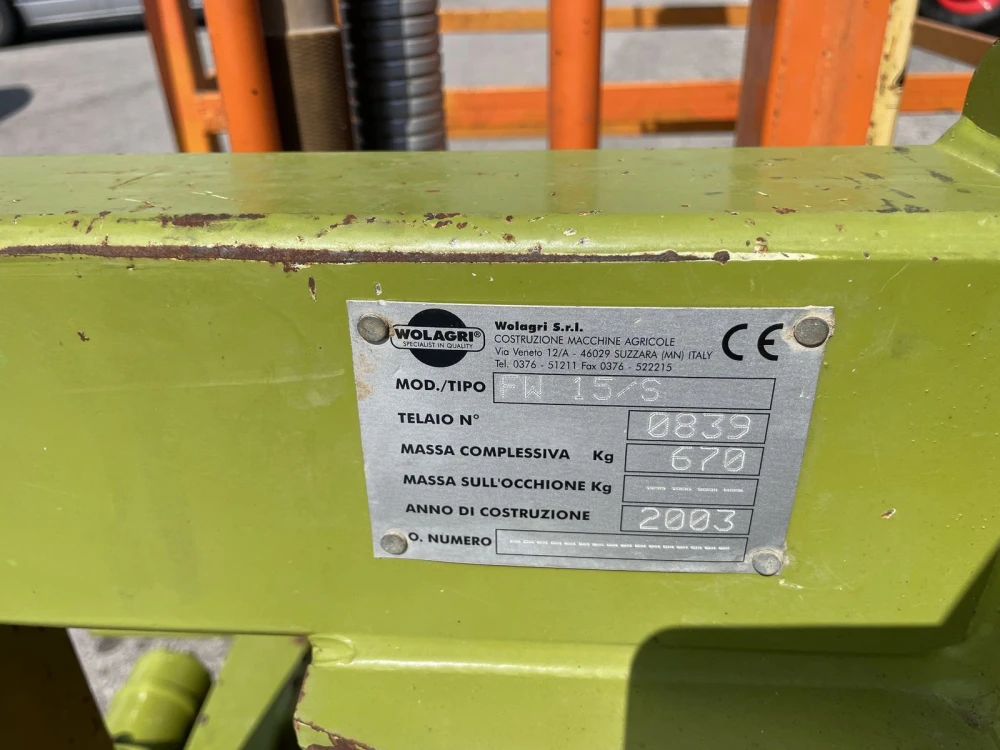 WOLAGRI®
SPECIALIST IN QUALITY
Wolagri S.r.l.
COSTRUZIONE MACCHINE AGRICOLE
Via Veneto 12/A - 46029 SUZZARA (MN) ITALY
Tel. 0376 - 51211 Fax 0376 - 522215
CE
MOD./TIPO FW 15/S
TELAIO N° 0839
MASSA COMPLESSIVA Kg 670
MASSA SULL'OCCHIONE Kg ----
ANNO DI COSTRUZIONE 2003
O. NUMERO --------------